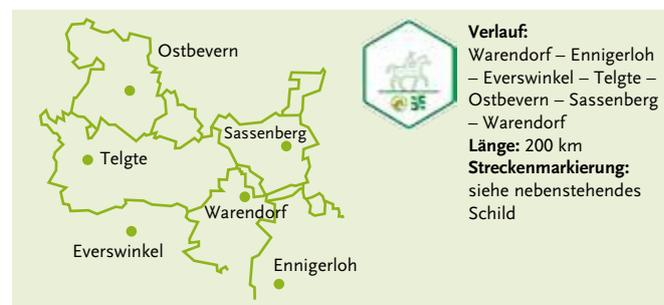 Ostbevern
Sassenberg
Telgte
Warendorf
Everswinkel
Ennigerloh
Verlauf:
Warendorf – Ennigerloh
– Everswinkel – Telgte –
Ostbevern – Sassenberg
– Warendorf
Länge: 200 km
Streckenmarkierung:
siehe nebenstehendes
Schild